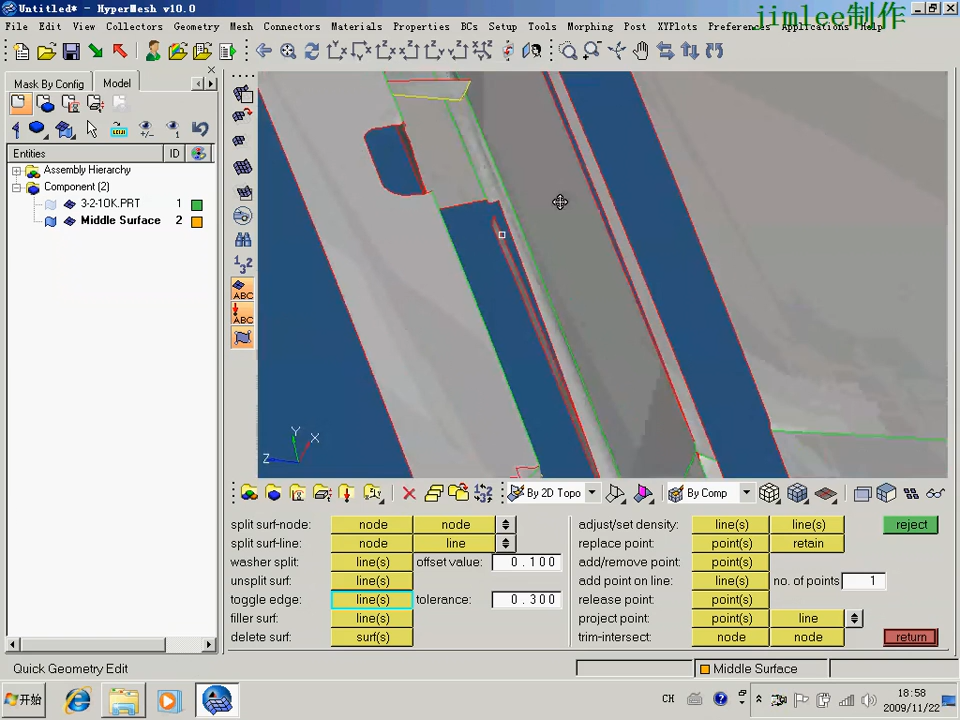 Untitled* - HyperMesh v10.0
jimlee制作
File Edit View Collectors Geometry Mesh Connectors Materials Properties BCs Setup Tools Morphing Post XYPlots Preferences Applications Help
Mask By Config Model
Entities ID
Assembly Hierarchy
Component (2)
3-2-1OK.PRT 1
Middle Surface 2
123
ABC
ABC
Y
X
Z
By 2D Topo By Comp
split surf-node: node node adjust/set density: line(s) line(s) reject
split surf-line: node line replace point: point(s) retain
washer split: line(s) offset value: 0.100 add/remove point: point(s)
unsplit surf: line(s) add point on line: line(s) no. of points 1
toggle edge: line(s) tolerance: 0.300 release point: point(s)
filler surf: line(s) project point: point(s) line
delete surf: surf(s) trim-intersect: node node return
Quick Geometry Edit Middle Surface
开始 CH 18:58
2009/11/22